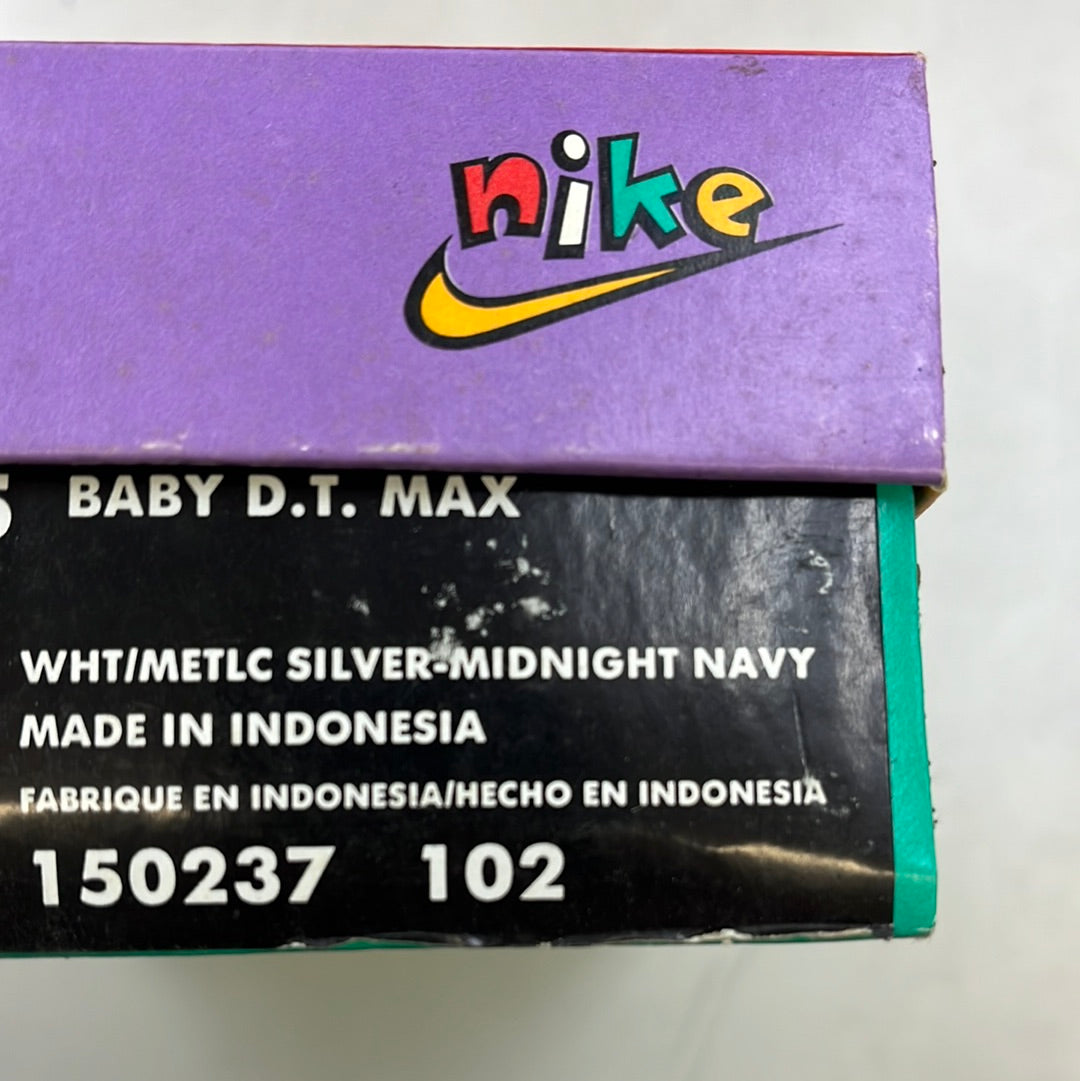 nike
5 BABY D.T. MAX
WHT/METLC SILVER-MIDNIGHT NAVY
MADE IN INDONESIA
FABRIQUE EN INDONESIA/HECHO EN INDONESIA
150237 102